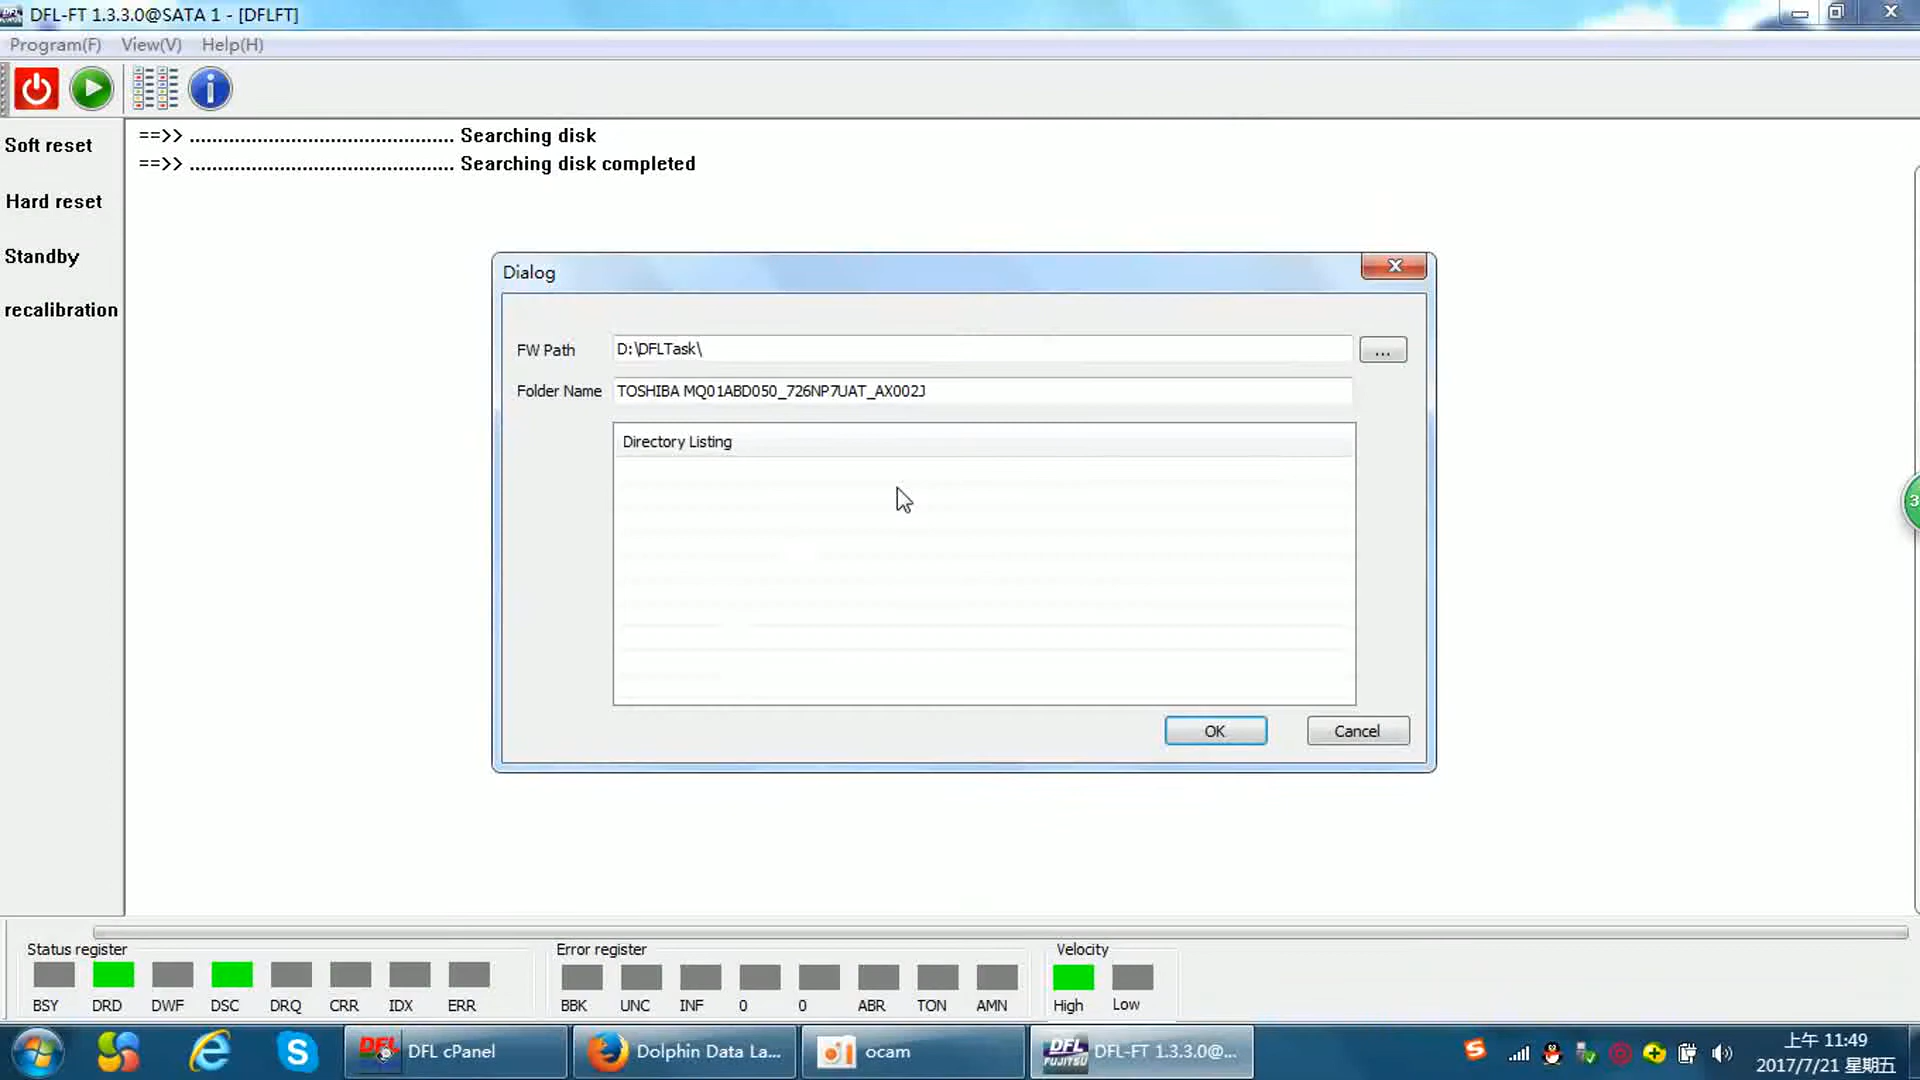 DFL-FT 1.3.3.0@SATA 1 - [DFLFT]
Program(F) View(V) Help(H)
Soft reset
Hard reset
Standby
recalibration
==>> ............................................... Searching disk
==>> ............................................... Searching disk completed
Dialog
FW Path D:\DFLTask\ ...
Folder Name TOSHIBA MQ01ABD050_726NP7UAT_AX002J
Directory Listing
OK Cancel
3
Status register
BSY DRD DWF DSC DRQ CRR IDX ERR
Error register
BBK UNC INF 0 0 ABR TON AMN
Velocity
High Low
DFL cPanel
Dolphin Data La...
ocam
DFL-FT 1.3.3.0@...
上午 11:49
2017/7/21 星期五